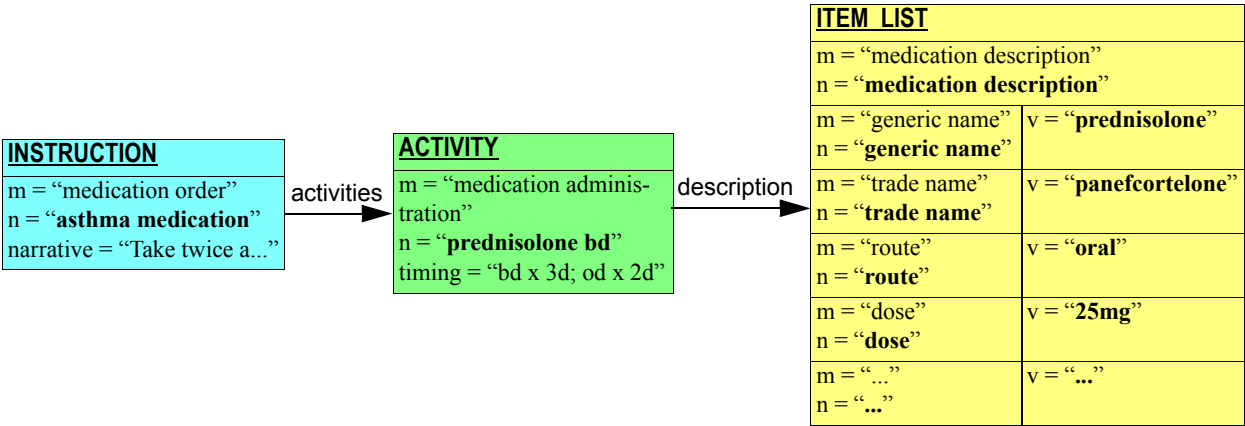 INSTRUCTION
m = “medication order”
n = “asthma medication”
narrative = “Take twice a...”
activities
ACTIVITY
m = “medication adminis-
tration”
n = “prednisolone bd”
timing = “bd x 3d; od x 2d”
description
ITEM_LIST
m = “medication description”
n = “medication description”
m = “generic name” v = “prednisolone”
n = “generic name”
m = “trade name” v = “panefcortelone”
n = “trade name”
m = “route” v = “oral”
n = “route”
m = “dose” v = “25mg”
n = “dose”
m = “...” v = “...”
n = “...”